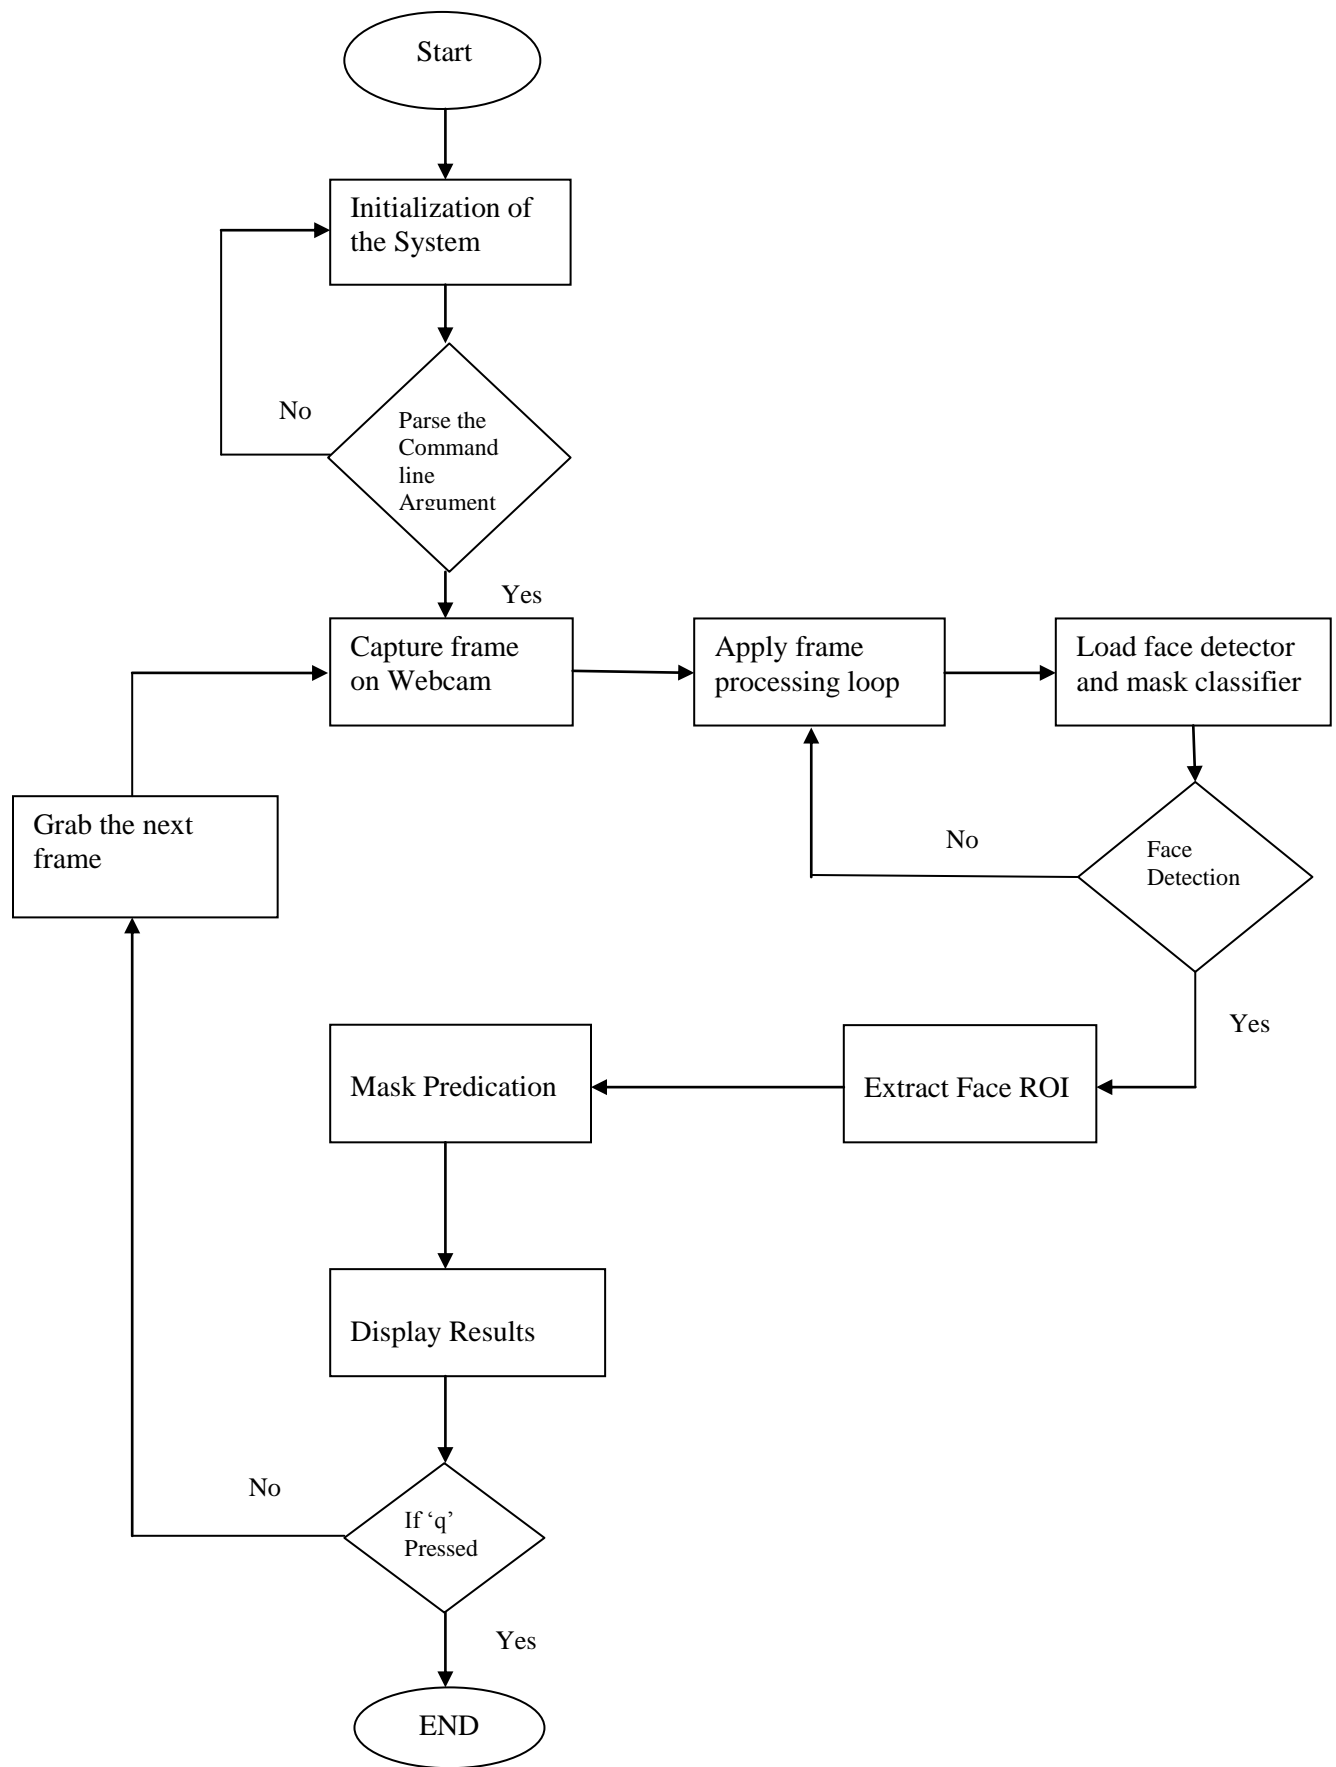 Start
Initialization of
the System
No
Parse the
Command
line
Argument
Yes
Capture frame
on Webcam
Apply frame
processing loop
Load face detector
and mask classifier
Grab the next
frame
No
Face
Detection
Yes
Mask Predication
Extract Face ROI
Display Results
No
If ‘q’
Pressed
Yes
END